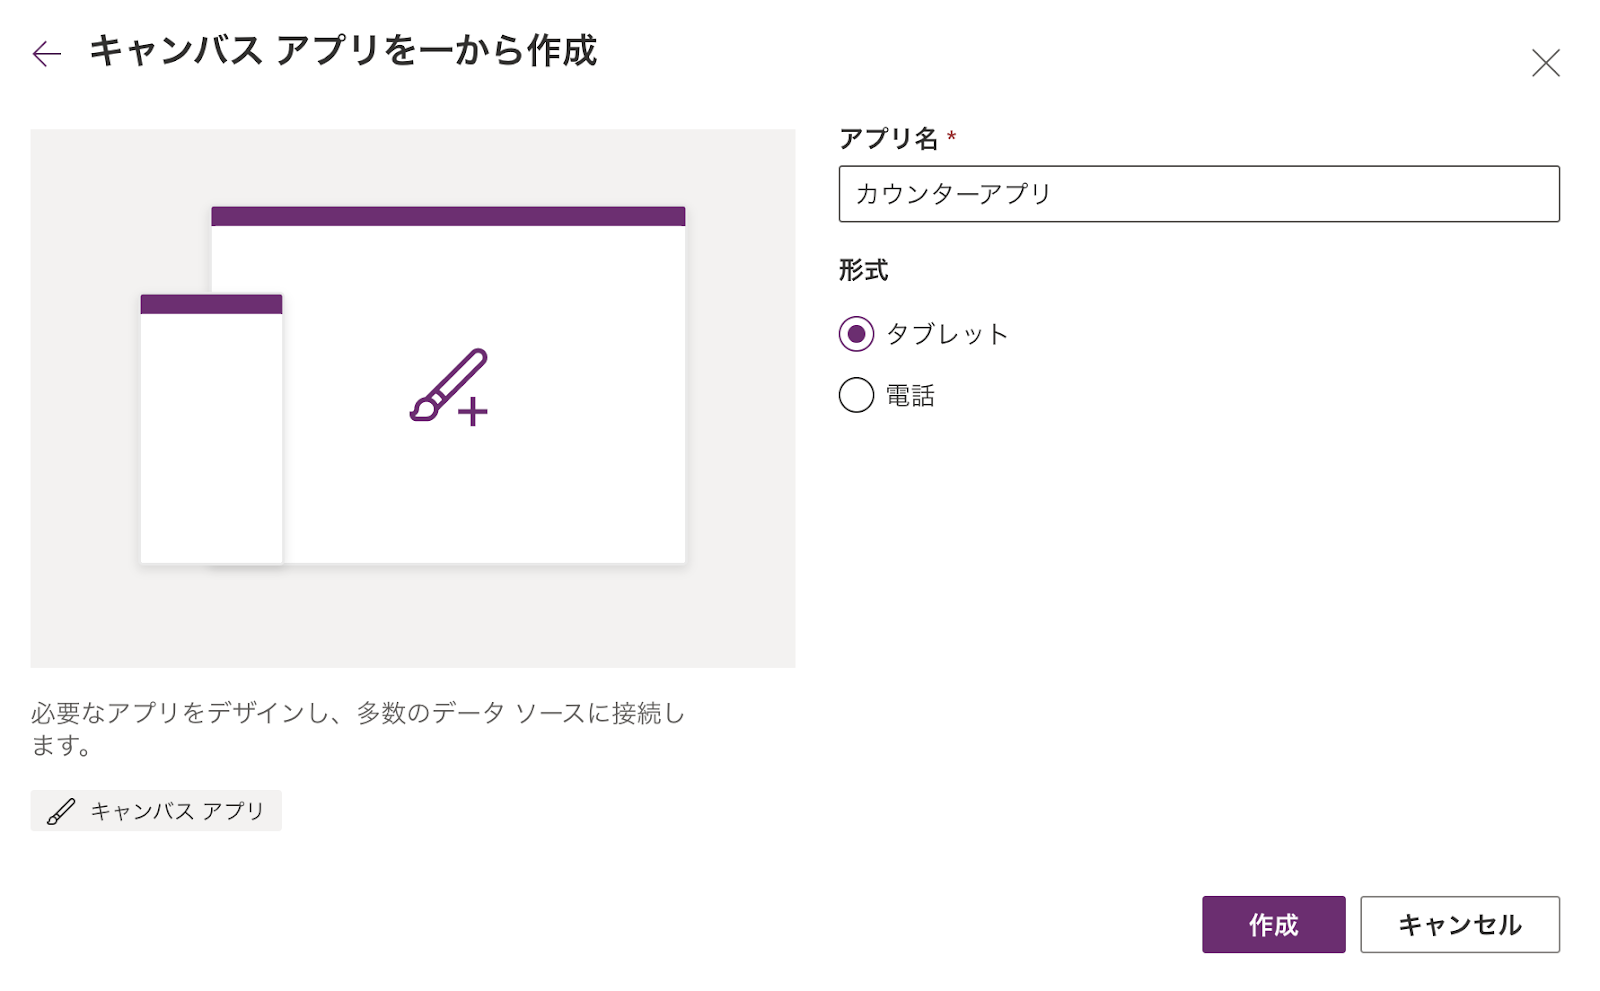 キャンバス アプリを一から作成
アプリ名 *
カウンターアプリ
形式
タブレット
電話
必要なアプリをデザインし、多数のデータ ソースに接続し
ます。
キャンバス アプリ
作成
キャンセル